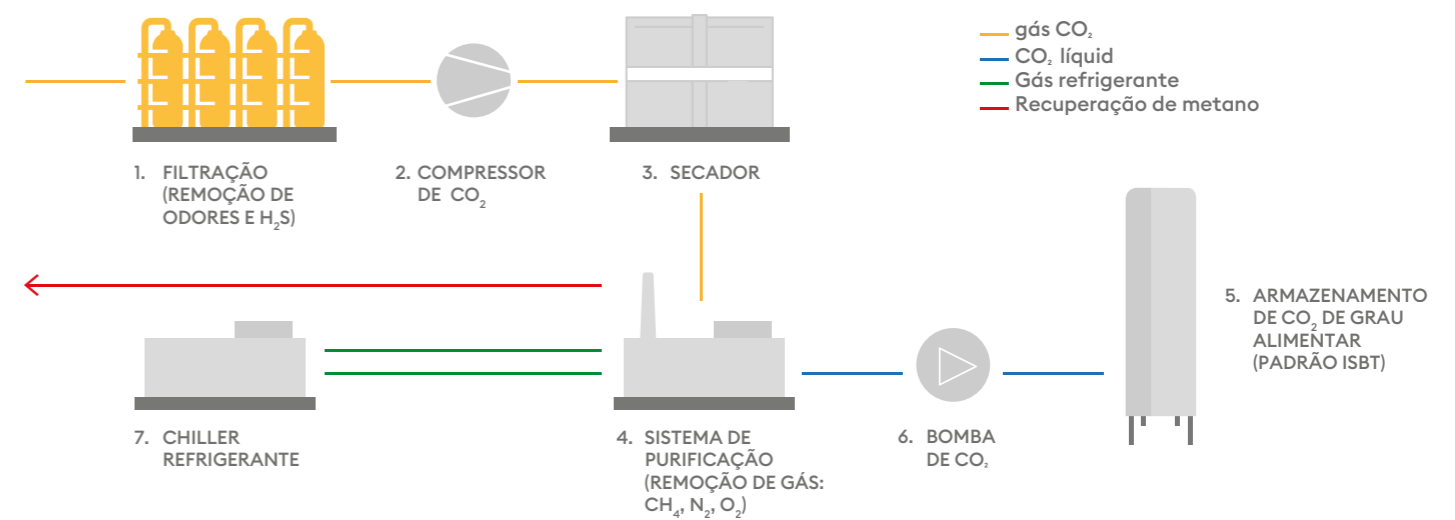 gás CO₂
CO₂ líquid
Gás refrigerante
Recuperação de metano
1. FILTRAÇÃO
(REMOÇÃO DE
ODORES E H₂S)
2. COMPRESSOR
DE CO₂
3. SECADOR
5. ARMAZENAMENTO
DE CO₂ DE GRAU
ALIMENTAR
(PADRÃO ISBT)
7. CHILLER
REFRIGERANTE
4. SISTEMA DE
PURIFICAÇÃO
(REMOÇÃO DE GÁS:
CH₄, N₂, O₂)
6. BOMBA
DE CO₂